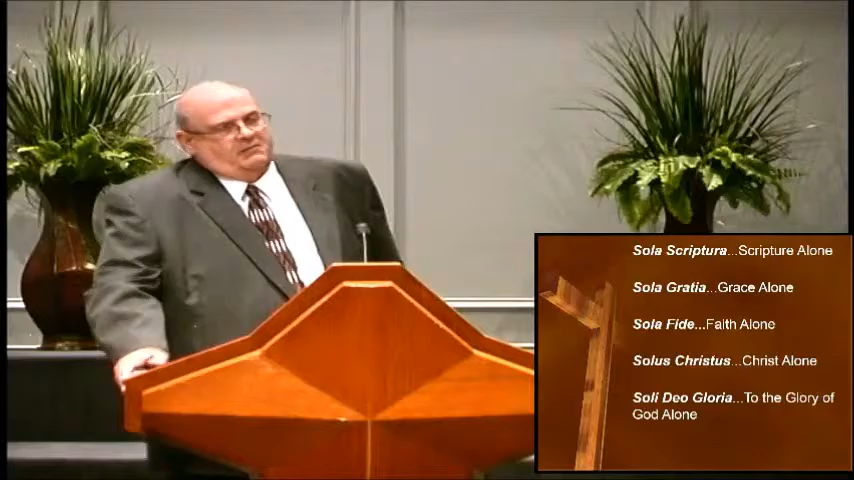 Sola Scriptura...Scripture Alone
Sola Gratia...Grace Alone
Sola Fide...Faith Alone
Solus Christus...Christ Alone
Soli Deo Gloria...To the Glory of
God Alone